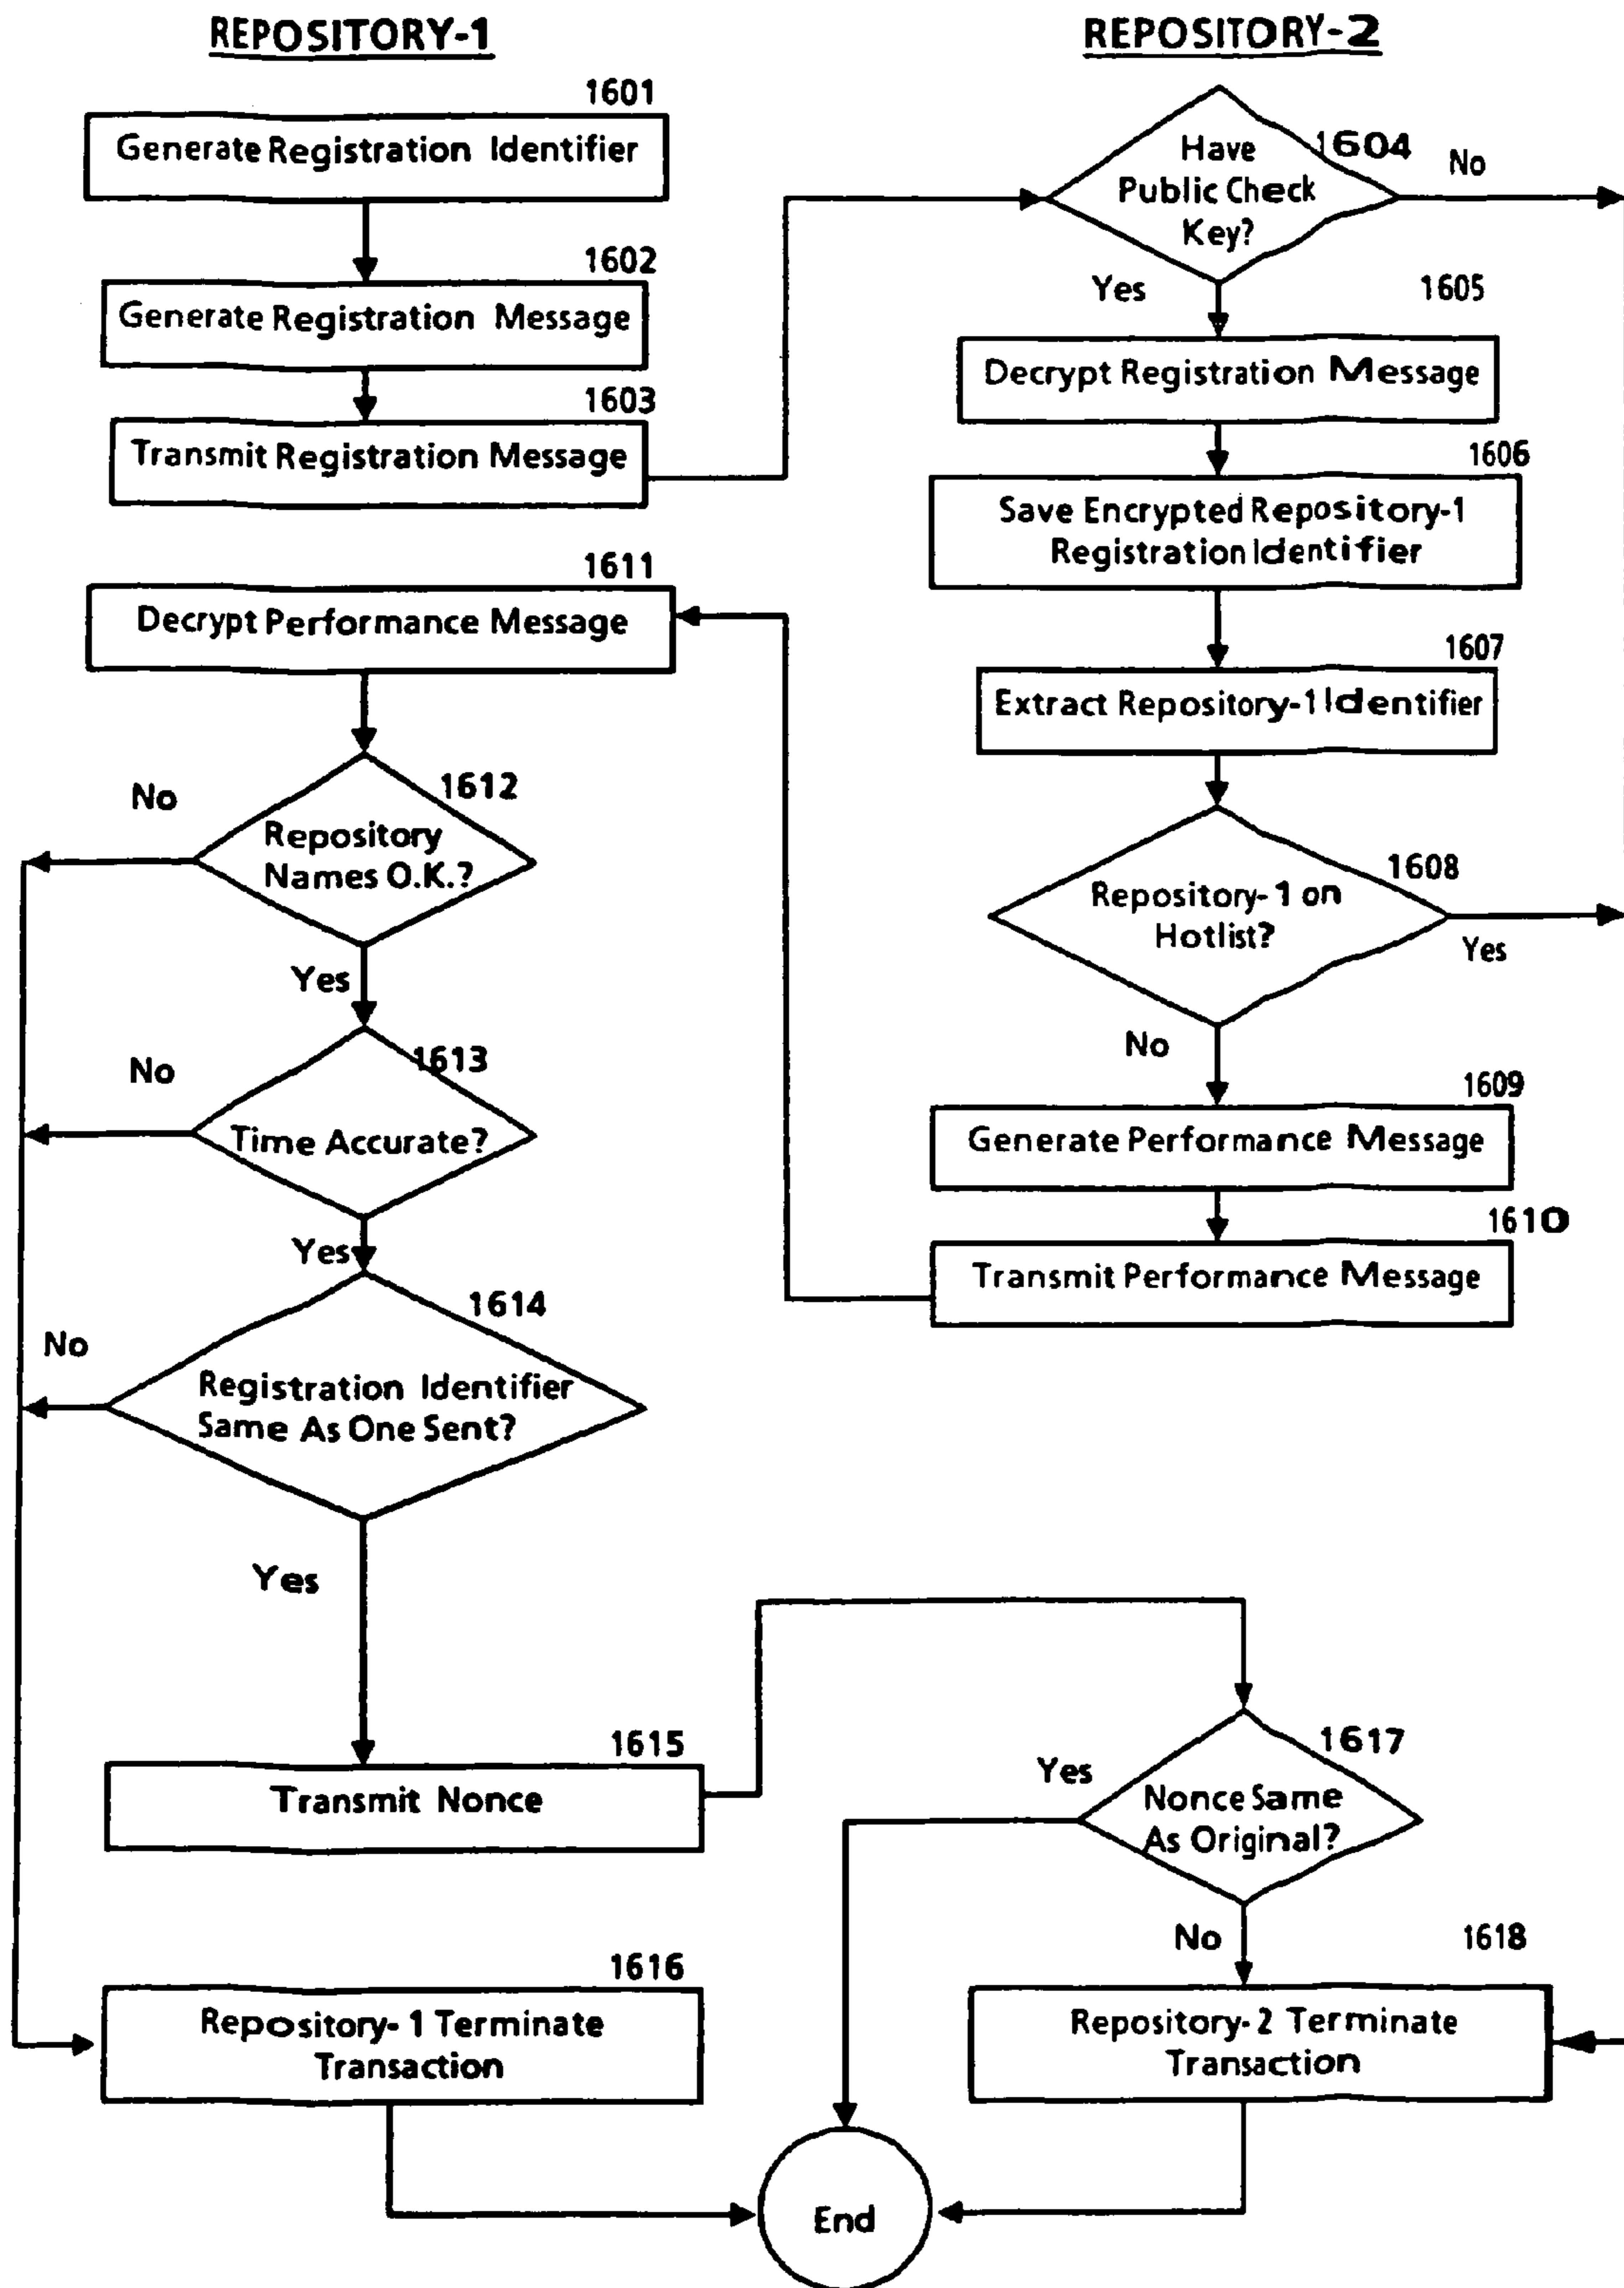 REPOSITORY-1
1601
Generate Registration Identifier
1602
Generate Registration Message
1603
Transmit Registration Message
1611
Decrypt Performance Message
1612
No
Repository
Names O.K.?
Yes
1613
No
Time Accurate?
Yes
1614
No
Registration Identifier
Same As One Sent?
Yes
1615
Transmit Nonce
1616
Repository-1 Terminate
Transaction
REPOSITORY-2
1604
No
Have
Public Check
Key?
Yes
1605
Decrypt Registration Message
1606
Save Encrypted Repository-1
Registration Identifier
1607
Extract Repository-1 Identifier
1608
Repository-1 on
Hotlist?
Yes
No
1609
Generate Performance Message
1610
Transmit Performance Message
1617
Yes
Nonce Same
As Original?
No
1618
Repository-2 Terminate
Transaction
End